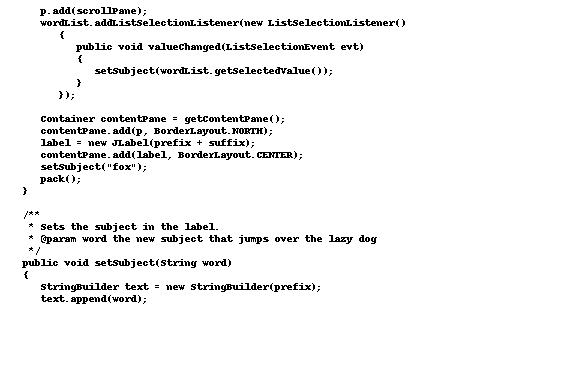 p.add(scrollPane);
wordList.addListSelectionListener(new ListSelectionListener()
{
public void valueChanged(ListSelectionEvent evt)
{
setSubject(wordList.getSelectedValue());
}
});
Container contentPane = getContentPane();
contentPane.add(p, BorderLayout.NORTH);
label = new JLabel(prefix + suffix);
contentPane.add(label, BorderLayout.CENTER);
setSubject("fox");
pack();
}
/**
* Sets the subject in the label.
* @param word the new subject that jumps over the lazy dog
*/
public void setSubject(String word)
{
StringBuilder text = new StringBuilder(prefix);
text.append(word);